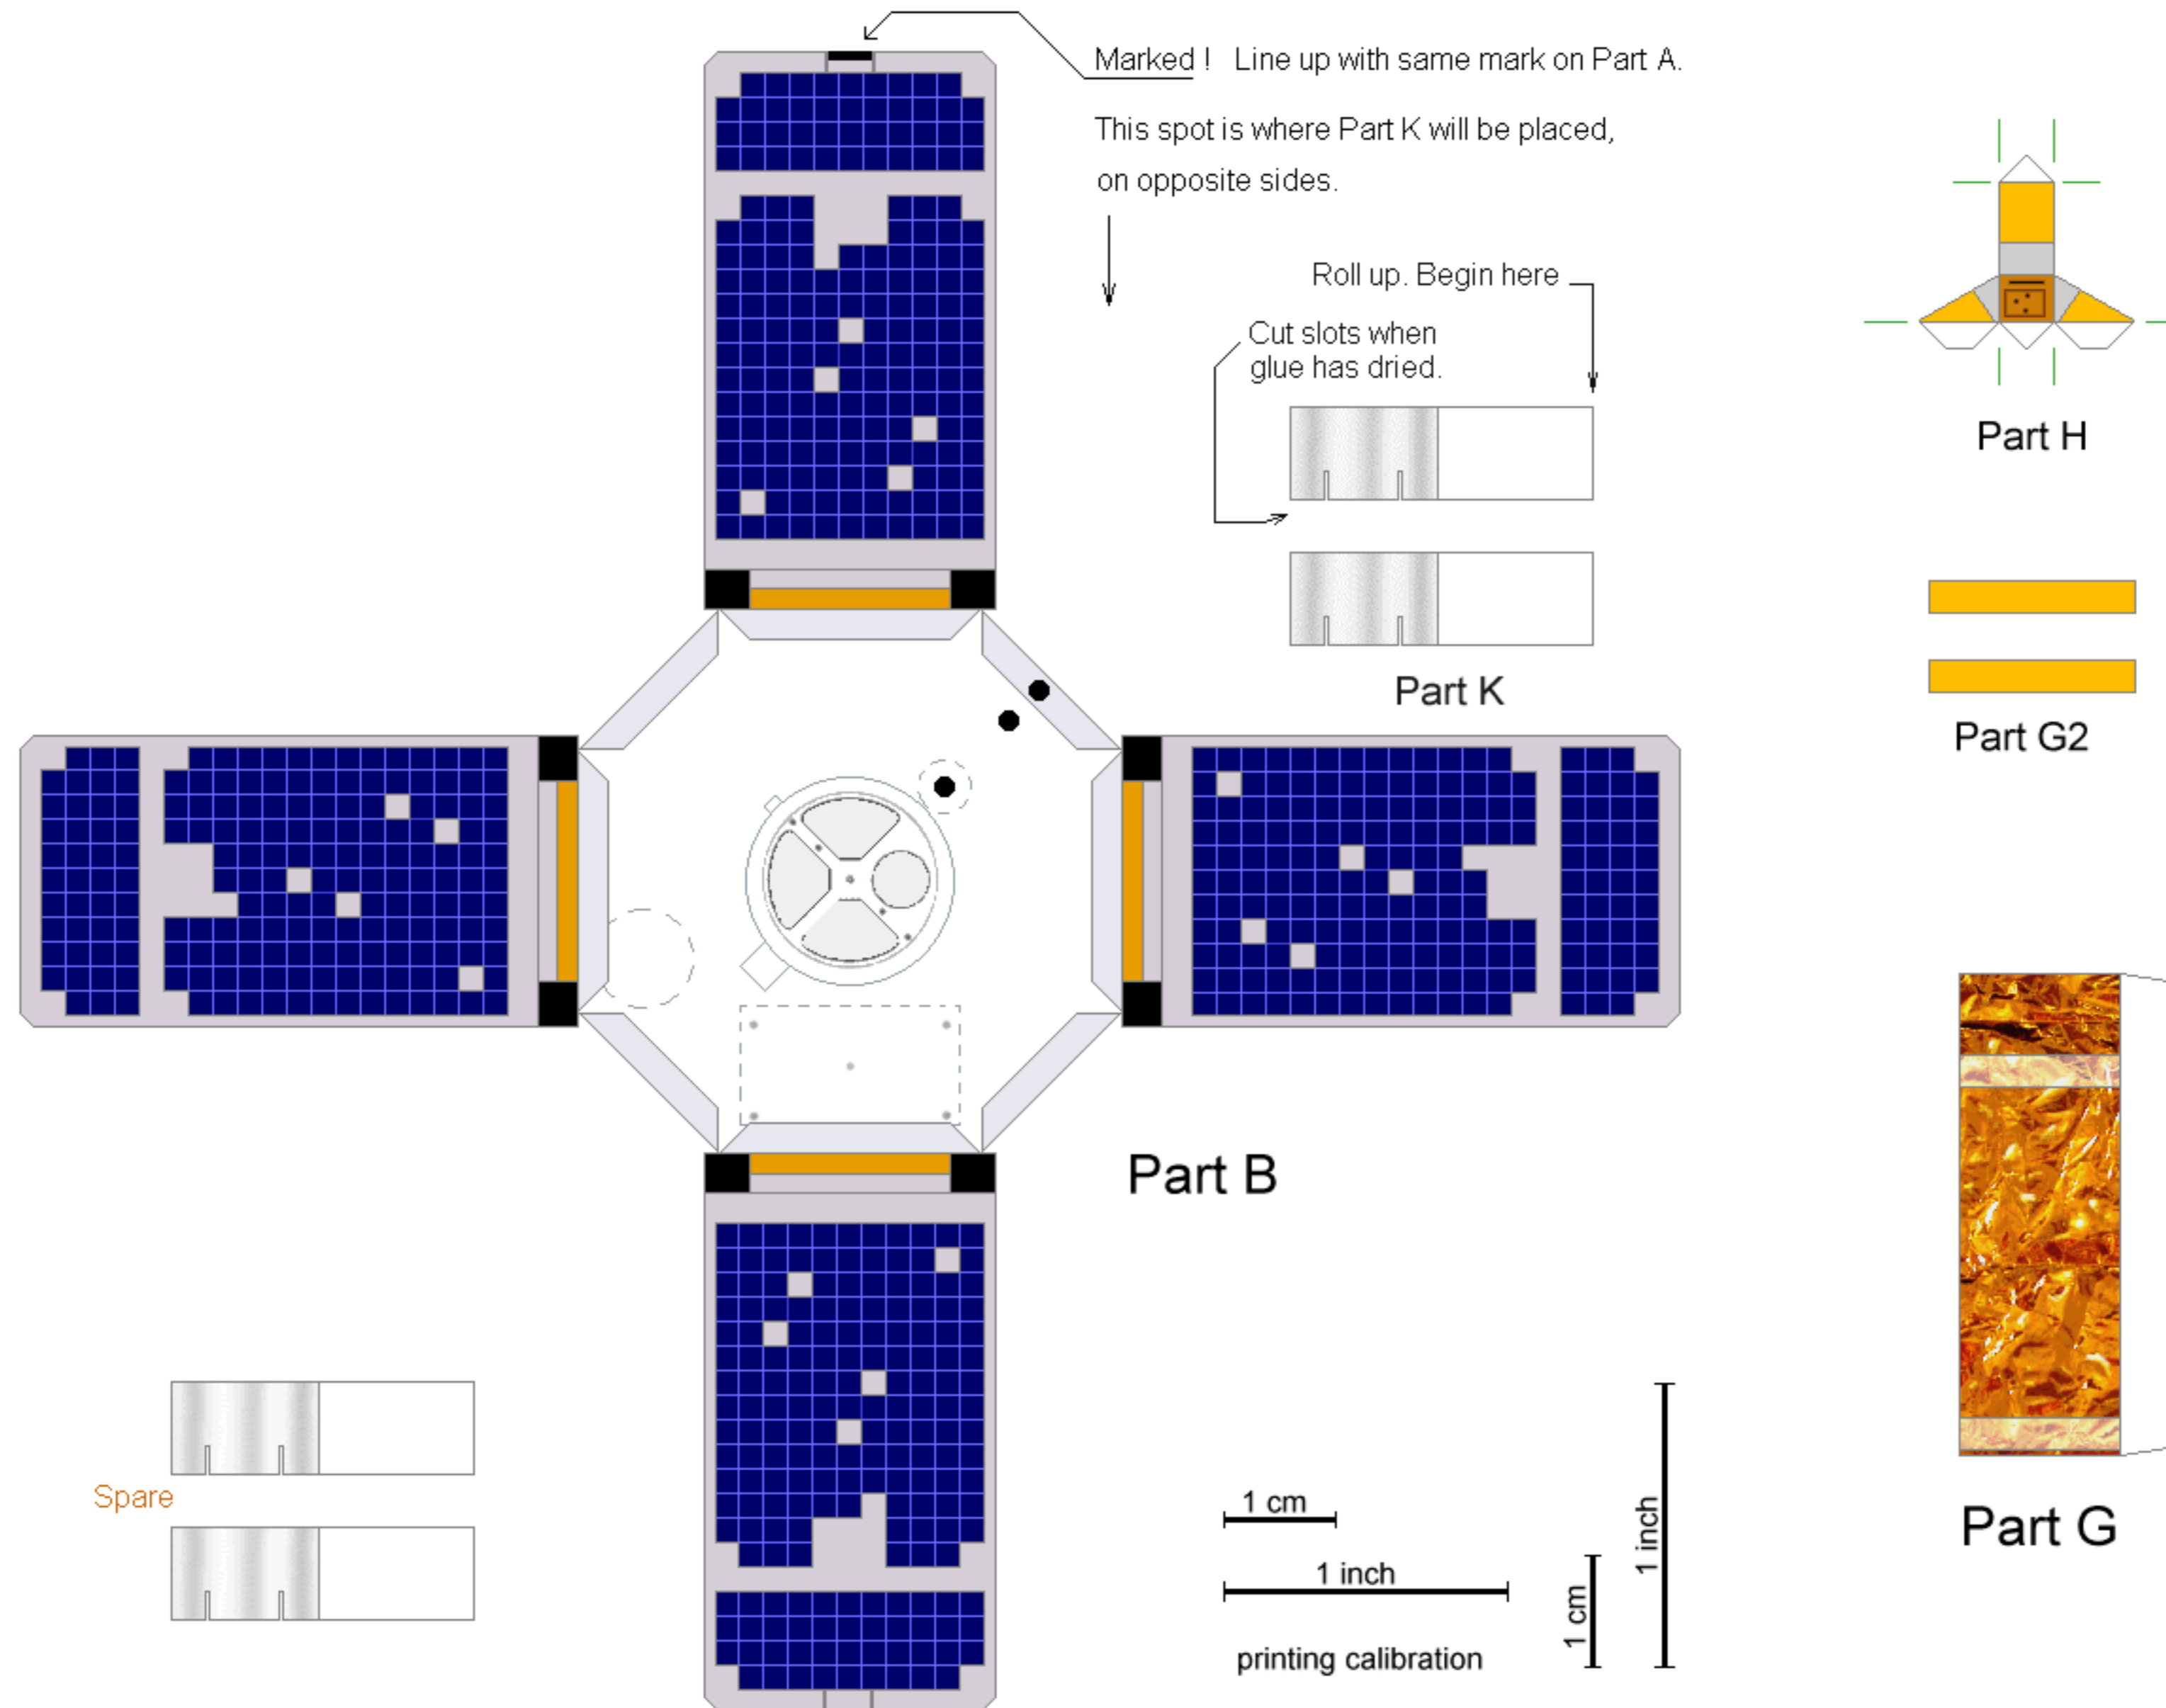 Marked !   Line up with same mark on Part A.
This spot is where Part K will be placed,
on opposite sides.
Roll up. Begin here
Cut slots when
glue has dried.
Part H
Part K
Part G2
Part B
Spare
1 cm
1 inch
1 inch
1 cm
printing calibration
Part G